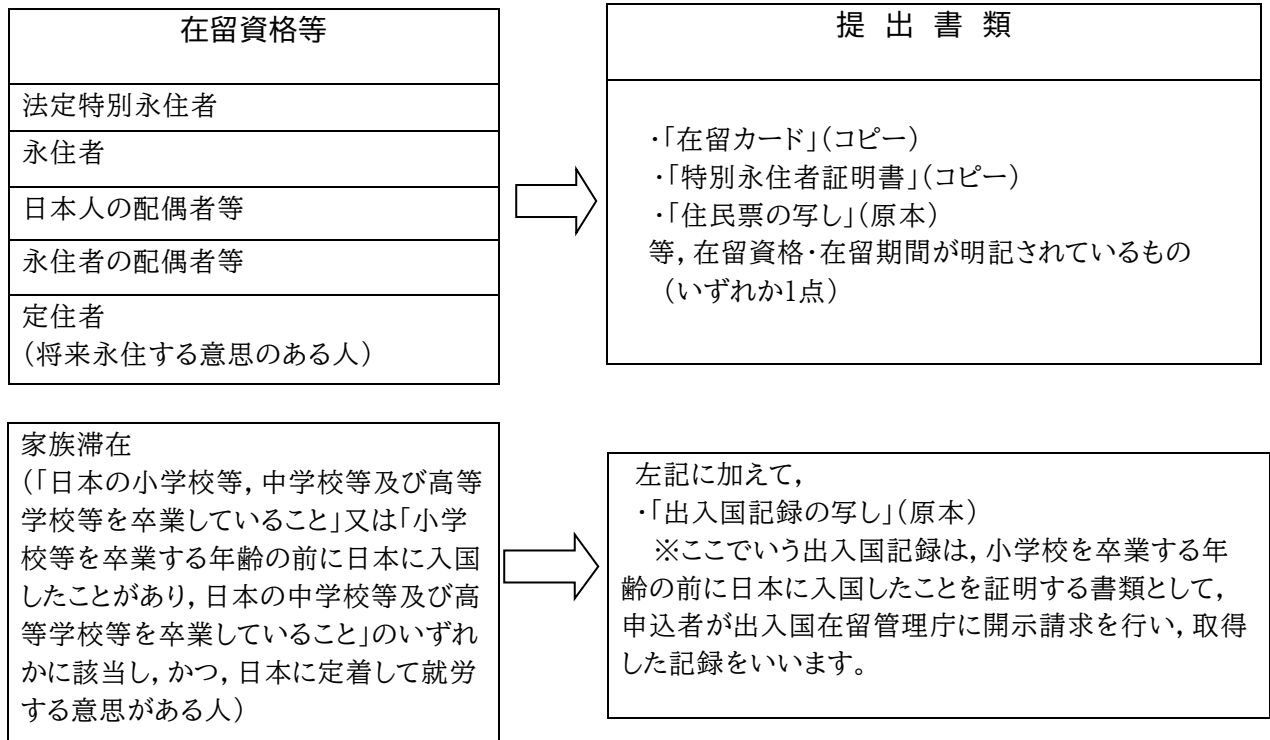 在留資格等
法定特別永住者
永住者
日本人の配偶者等
永住者の配偶者等
定住者
（将来永住する意思のある人）
提 出 書 類
・「在留カード」（コピー）
・「特別永住者証明書」（コピー）
・「住民票の写し」（原本）
等，在留資格・在留期間が明記されているもの
（いずれか1点）
家族滞在
（「日本の小学校等，中学校等及び高等
学校等を卒業していること」又は「小学
校等を卒業する年齢の前に日本に入国
したことがあり，日本の中学校等及び高
等学校等を卒業していること」のいずれ
かに該当し，かつ，日本に定着して就労
する意思がある人）
左記に加えて，
・「出入国記録の写し」（原本）
※ここでいう出入国記録は，小学校を卒業する年
齢の前に日本に入国したことを証明する書類として，
申込者が出入国在留管理庁に開示請求を行い，取得
した記録をいいます。